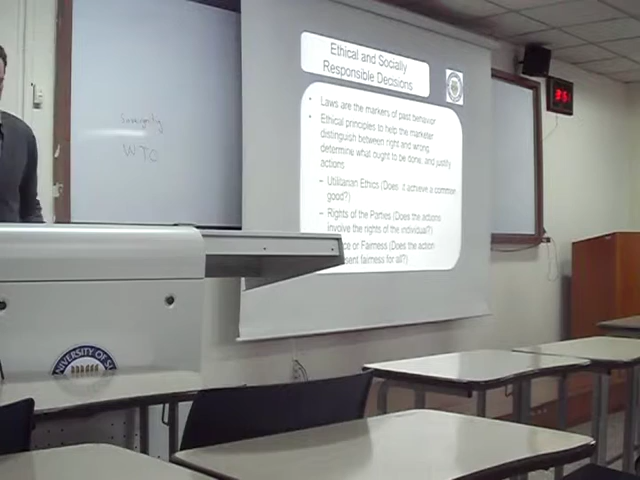 Ethical and Socially
Responsible Decisions
• Laws are the markers of past behavior
• Ethical principles to help the marketer
distinguish between right and wrong,
determine what ought to be done, and justify
actions
– Utilitarian Ethics (Does it achieve a common
good?)
– Rights of the Parties (Does the actions
involve the rights of the individual?)
or Fairness (Does the action
fairness for all?)
WTO
UNIVERSITY OF